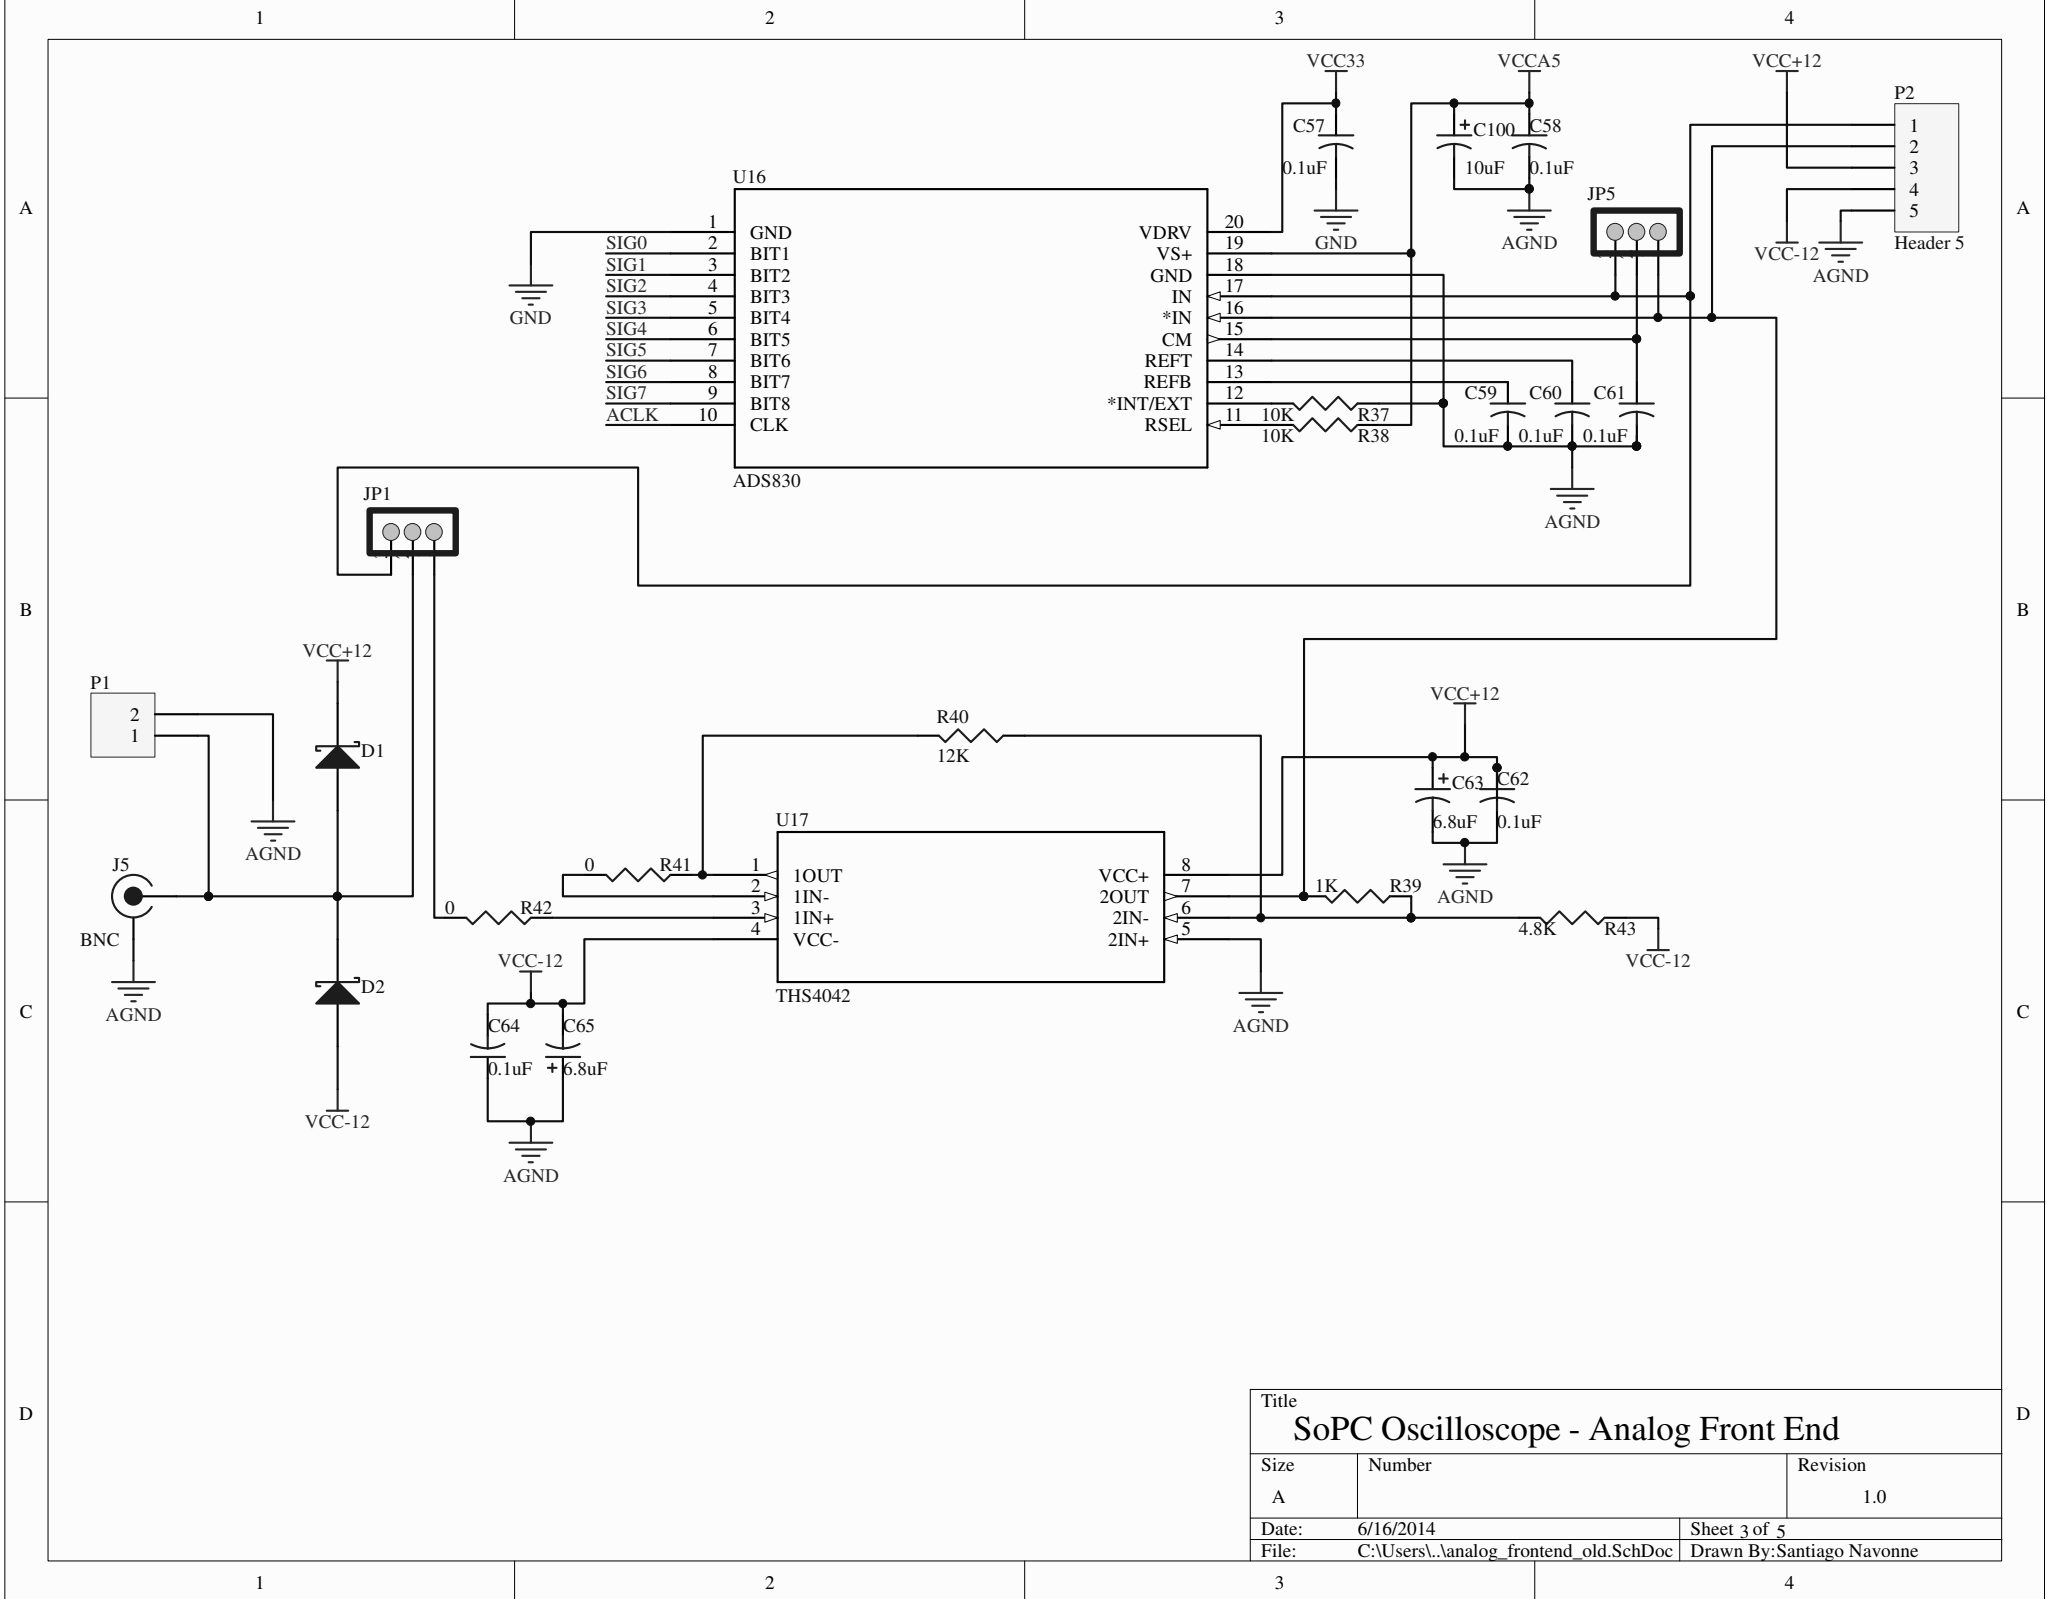 1 2 3 4
VCC33 VCCA5 VCC+12
P2
C57 C100 C58
0.1uF 10uF 0.1uF
1
2
3
4
5
Header 5
VCC-12
AGND
JP5
GND AGND
A A
U16
1 GND VDRV 20
SIG0 2 BIT1 VS+ 19
SIG1 3 BIT2 GND 18
SIG2 4 BIT3 IN 17
SIG3 5 BIT4 *IN 16
SIG4 6 BIT5 CM 15
SIG5 7 BIT6 REFT 14
SIG6 8 BIT7 REFB 13
SIG7 9 BIT8 *INT/EXT 12 10K R37
ACLK 10 CLK RSEL 11 10K R38
GND
C59 C60 C61
0.1uF 0.1uF 0.1uF
AGND
ADS830
JP1
B B
VCC+12
P1
2
1
D1
AGND
J5
BNC
AGND
D2
VCC-12
R40
12K
VCC+12
C63 C62
6.8uF 0.1uF
AGND
U17
0 R41 1 1OUT VCC+ 8
2 1IN- 2OUT 7 1K R39
0 R42 3 1IN+ 2IN- 6 4.8K R43
4 VCC- 2IN+ 5
VCC-12
THS4042
AGND
VCC-12
C64 C65
0.1uF 6.8uF
AGND
C C
D D
Title
SoPC Oscilloscope - Analog Front End
Size Number Revision
A 1.0
Date: 6/16/2014 Sheet 3 of 5
File: C:\Users\..\analog_frontend_old.SchDoc Drawn By:Santiago Navonne
1 2 3 4